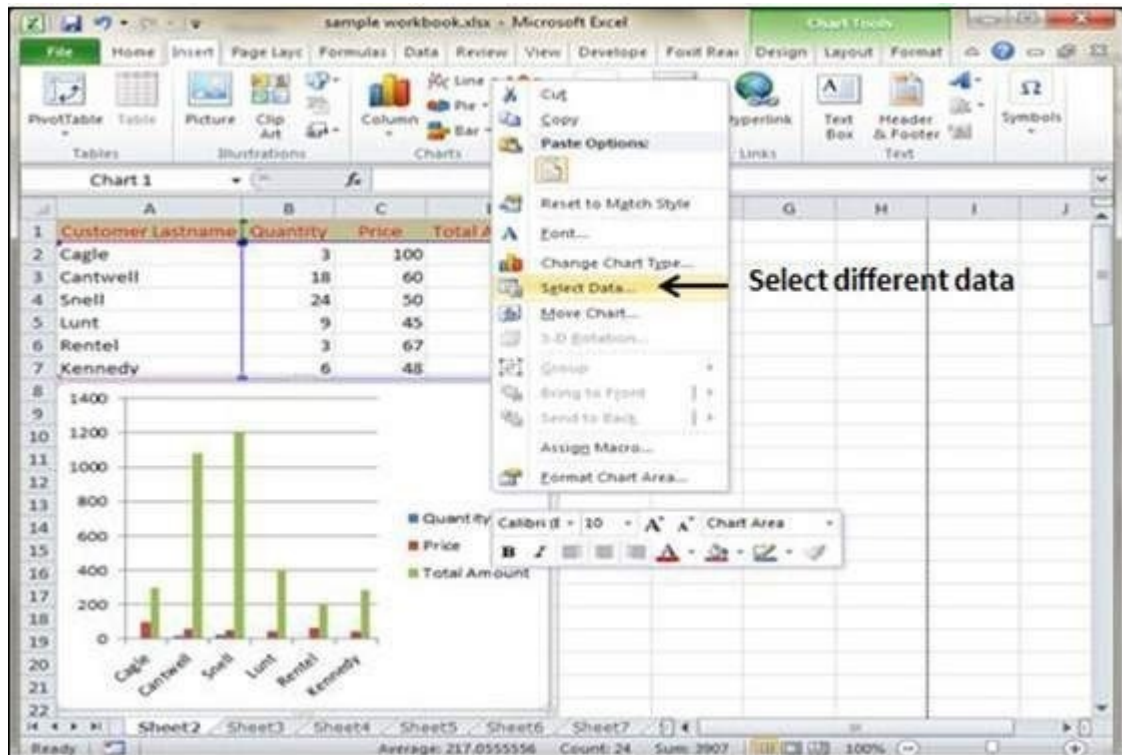 sample workbook.xlsx - Microsoft Excel
Chart Tools
File Home Insert Page Layc Formulas Data Review View Develope Foxit Rear Design Layout Format
PivotTable Table Picture Clip Art Column Line Pie Bar Hyperlink Text Box Header & Footer Symbols
Tables Illustrations Charts Links Text
Chart 1 fx
A B C G H I J
1 Customer Lastname Quantity Price Total A
2 Cagle 3 100
3 Cantwell 18 60
4 Snell 24 50
5 Lunt 9 45
6 Rentel 3 67
7 Kennedy 6 48
8
9
10
11
12
13
14
15
16
17
18
19
20
21
22
Cut
Copy
Paste Options:
Reset to Match Style
Font...
Change Chart Type...
Select Data...
Move Chart...
3-D Rotation...
Group
Bring to Front
Send to Back
Assign Macro...
Format Chart Area...
Select different data
1400
1200
1000
800
600
400
200
0
Cagle Cantwell Snell Lunt Rentel Kennedy
Quantity
Price
Total Amount
Calibri (E 10 A A Chart Area
B I A
Sheet2 Sheet3 Sheet4 Sheet5 Sheet6 Sheet7
Ready Average: 217.0555556 Count: 24 Sum: 3907 100%